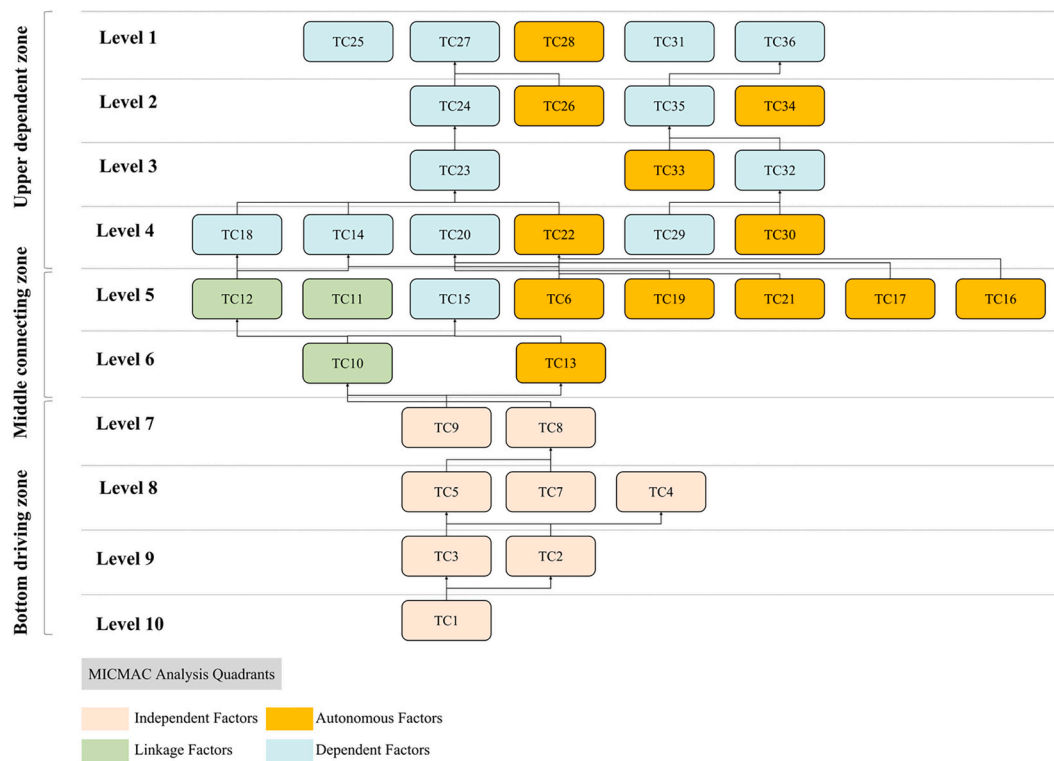 Upper dependent zone
Middle connecting zone
Bottom driving zone
Level 1
TC25
TC27
TC28
TC31
TC36
Level 2
TC24
TC26
TC35
TC34
Level 3
TC23
TC33
TC32
Level 4
TC18
TC14
TC20
TC22
TC29
TC30
Level 5
TC12
TC11
TC15
TC6
TC19
TC21
TC17
TC16
Level 6
TC10
TC13
Level 7
TC9
TC8
Level 8
TC5
TC7
TC4
Level 9
TC3
TC2
Level 10
TC1
MICMAC Analysis Quadrants
Independent Factors
Autonomous Factors
Linkage Factors
Dependent Factors